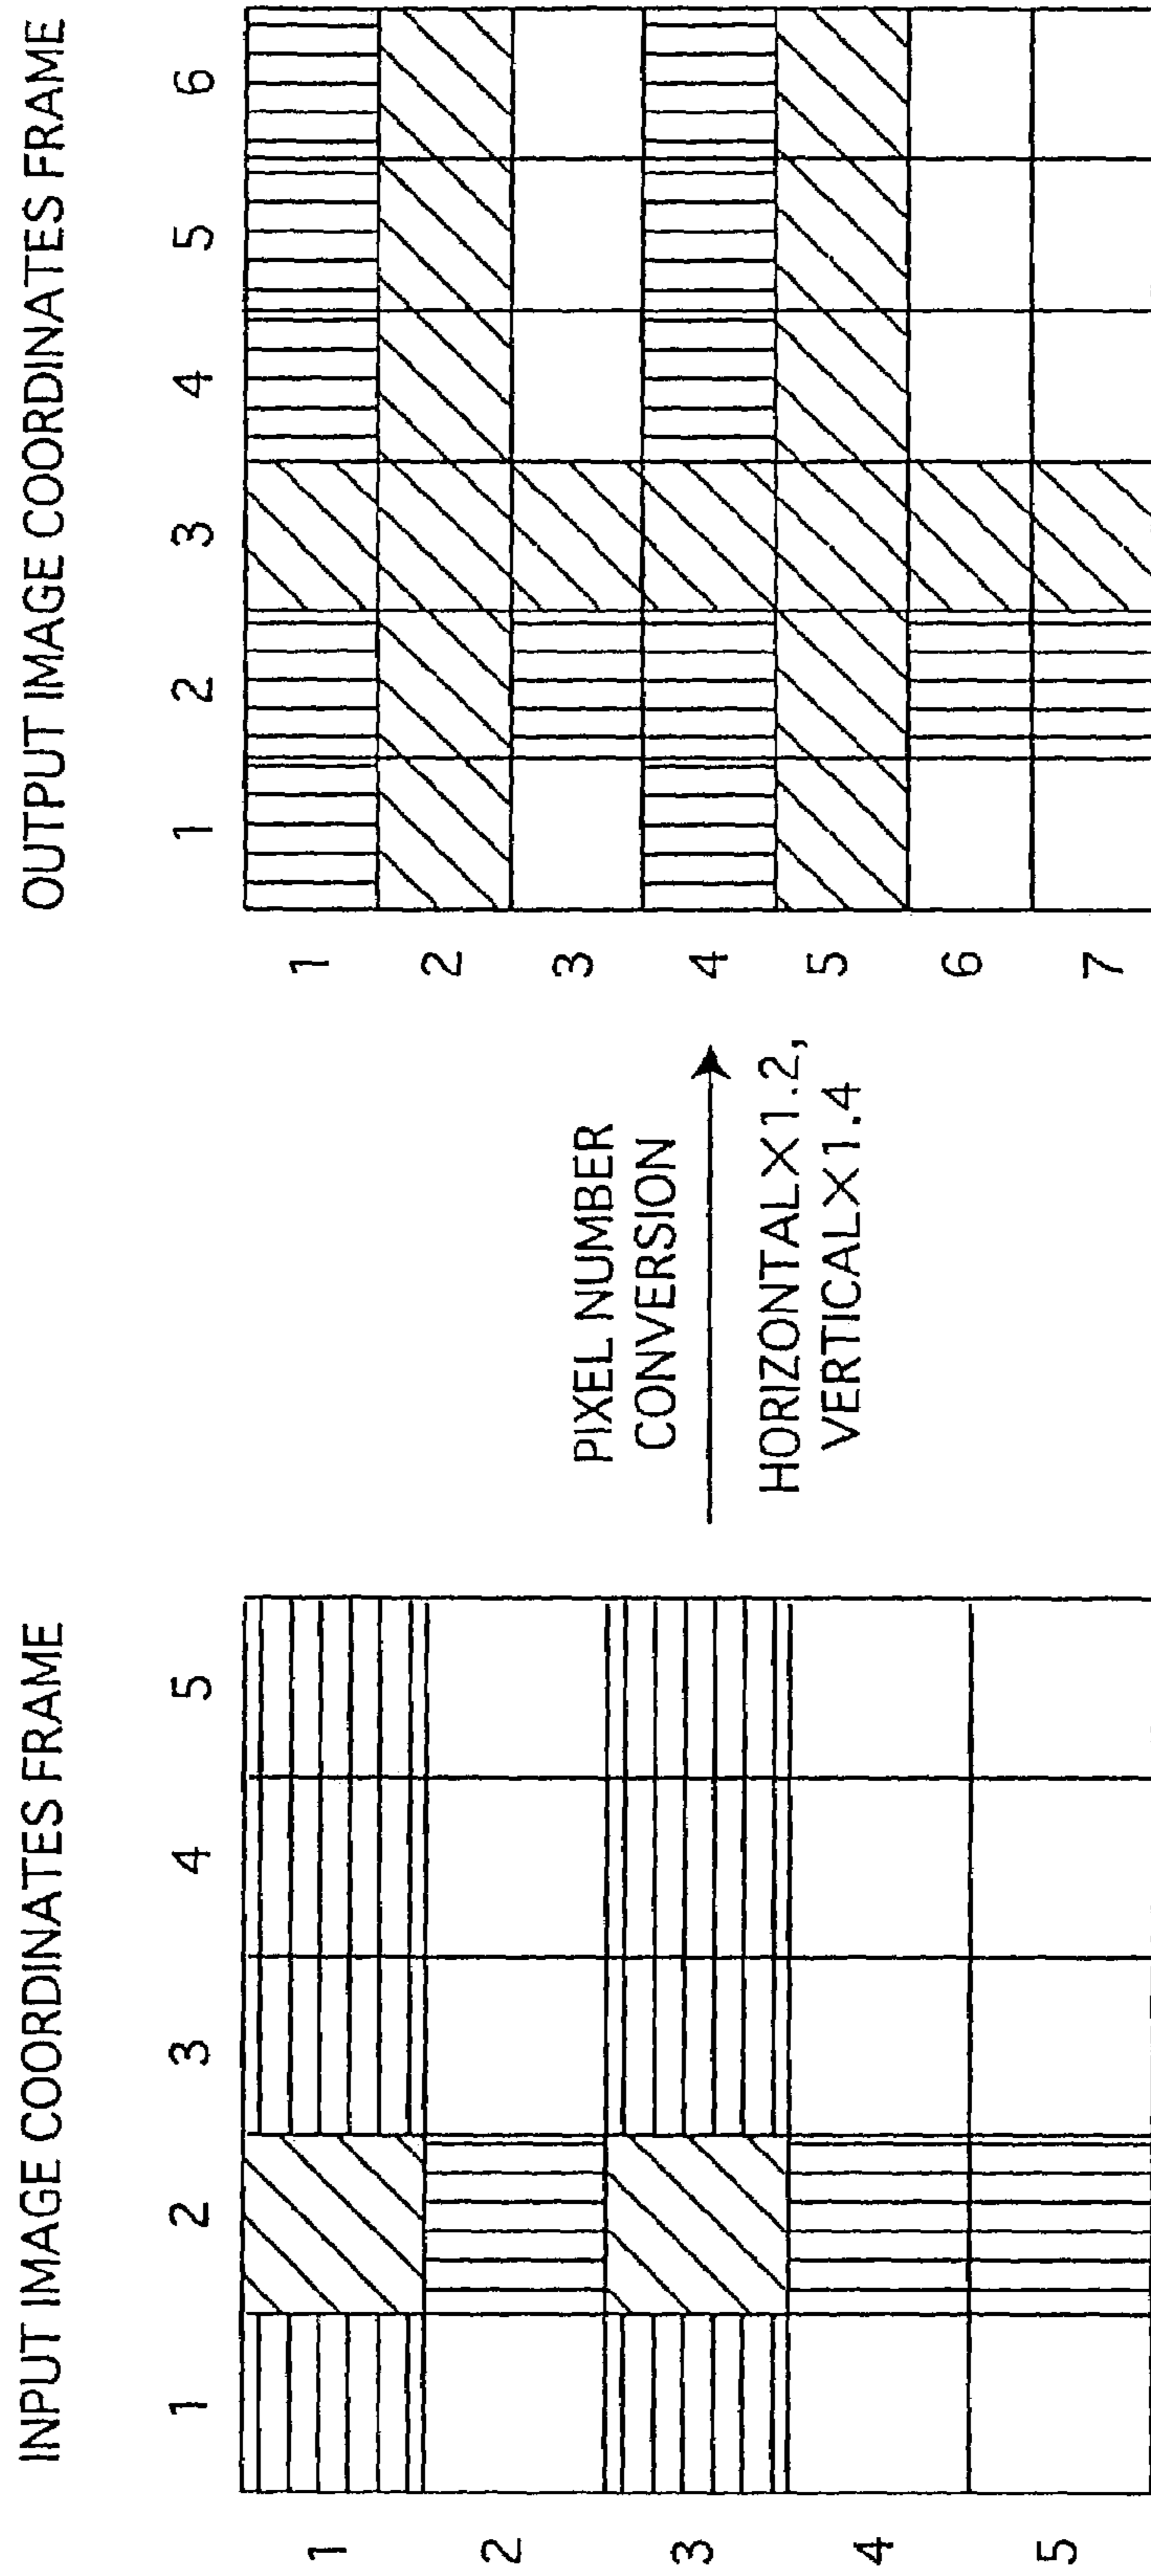 INPUT IMAGE COORDINATES FRAME
1 2 3 4 5
1
2
3
4
5
PIXEL NUMBER
CONVERSION
HORIZONTAL×1.2,
VERTICAL×1.4
OUTPUT IMAGE COORDINATES FRAME
1 2 3 4 5 6
1
2
3
4
5
6
7